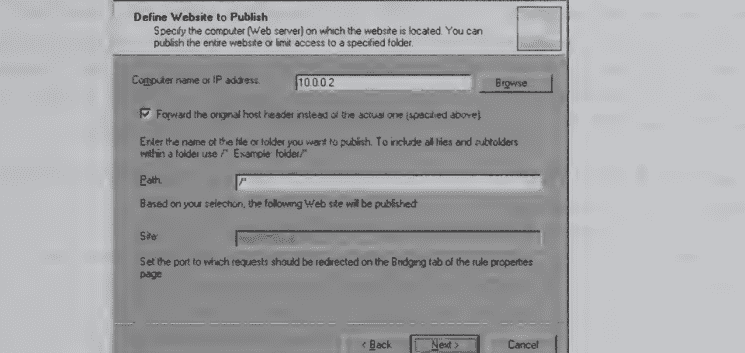 Define Website to Publish
Specify the computer (Web server) on which the website is located. You can
publish the entire website or limit access to a specified folder.
Computer name or IP address:
10.0.0.2
Browse
Forward the original host header instead of the actual one (specified above)
Enter the name of the file or folder you want to publish. To include all files and subfolders
within a folder use /*. Example: folder/*
Path:
/*
Based on your selection, the following Web site will be published:
Site:
Set the port to which requests should be redirected on the Bridging tab of the rule properties
page.
< Back
Next >
Cancel